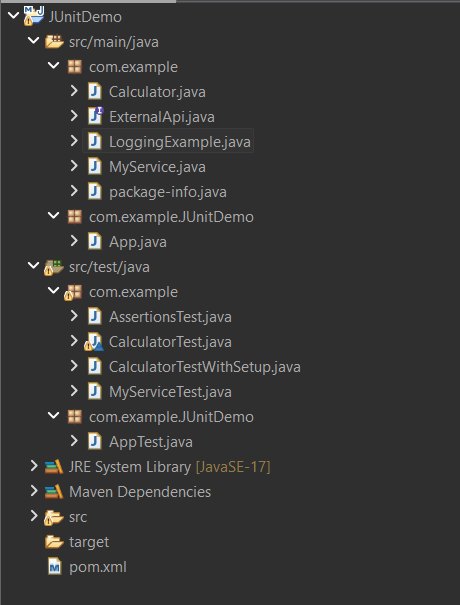 JUnitDemo
src/main/java
com.example
Calculator.java
ExternalApi.java
LoggingExample.java
MyService.java
package-info.java
com.example.JUnitDemo
App.java
src/test/java
com.example
AssertionsTest.java
CalculatorTest.java
CalculatorTestWithSetup.java
MyServiceTest.java
com.example.JUnitDemo
AppTest.java
JRE System Library [JavaSE-17]
Maven Dependencies
src
target
pom.xml